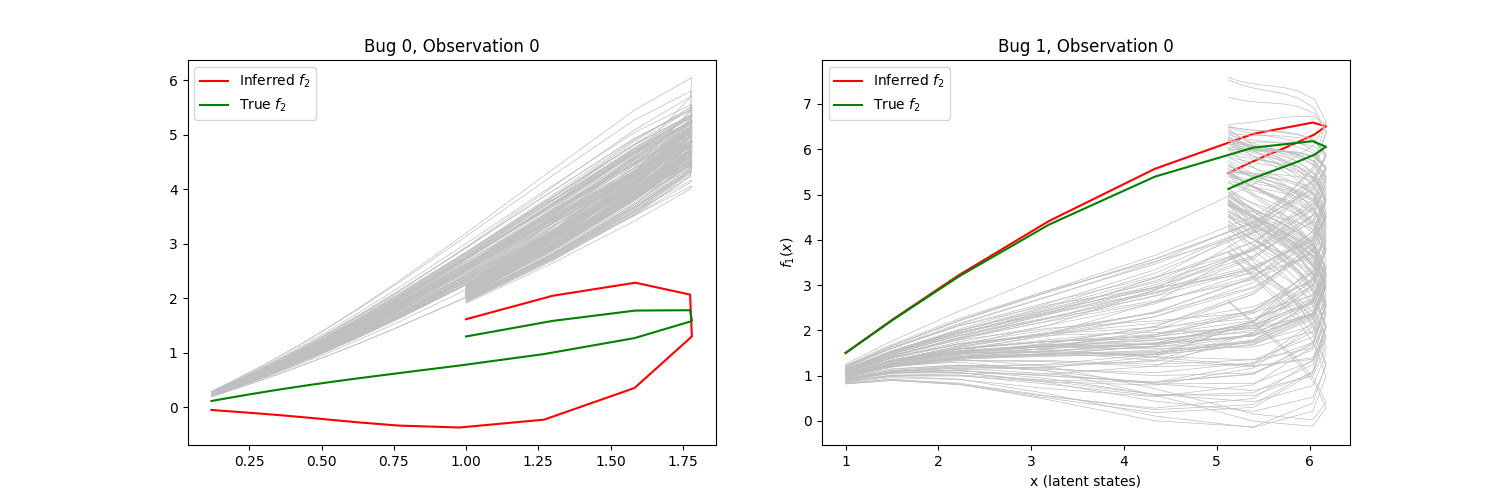 Bug 0, Observation 0
Inferred f₂
True f₂
6
5
4
3
2
1
0
0.25 0.50 0.75 1.00 1.25 1.50 1.75
Bug 1, Observation 0
Inferred f₂
True f₂
f₁(x)
7
6
5
4
3
2
1
0
1 2 3 4 5 6
x (latent states)